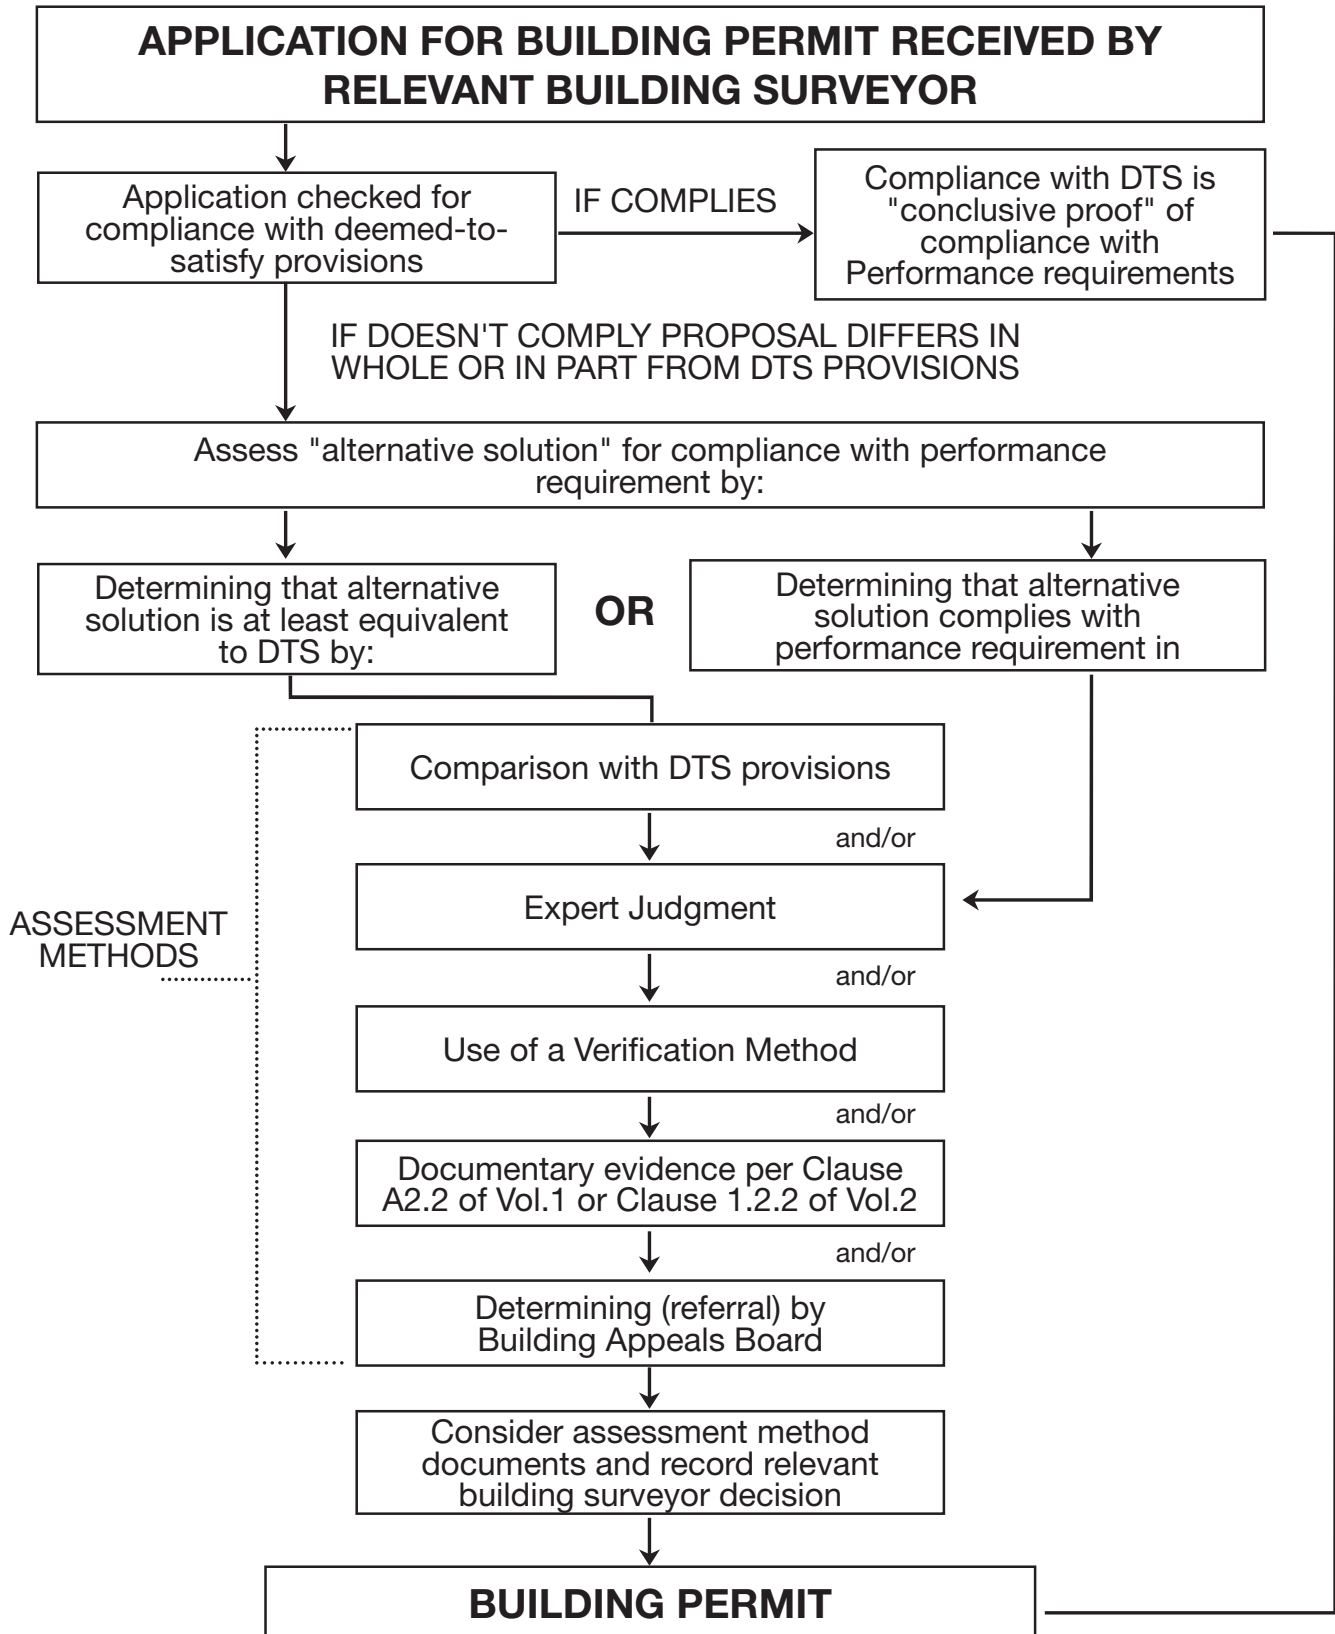 APPLICATION FOR BUILDING PERMIT RECEIVED BY
RELEVANT BUILDING SURVEYOR
Application checked for
compliance with deemed-to-
satisfy provisions
IF COMPLIES
Compliance with DTS is
"conclusive proof" of
compliance with
Performance requirements
IF DOESN'T COMPLY PROPOSAL DIFFERS IN
WHOLE OR IN PART FROM DTS PROVISIONS
Assess "alternative solution" for compliance with performance
requirement by:
Determining that alternative
solution is at least equivalent
to DTS by:
OR
Determining that alternative
solution complies with
performance requirement in
Comparison with DTS provisions
and/or
Expert Judgment
ASSESSMENT
METHODS
and/or
Use of a Verification Method
and/or
Documentary evidence per Clause
A2.2 of Vol.1 or Clause 1.2.2 of Vol.2
and/or
Determining (referral) by
Building Appeals Board
Consider assessment method
documents and record relevant
building surveyor decision
BUILDING PERMIT